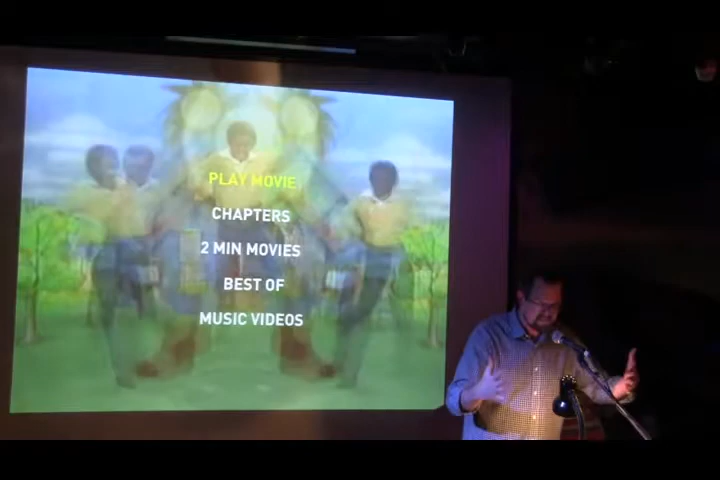 PLAY MOVIE
CHAPTERS
2 MIN MOVIES
BEST OF
MUSIC VIDEOS